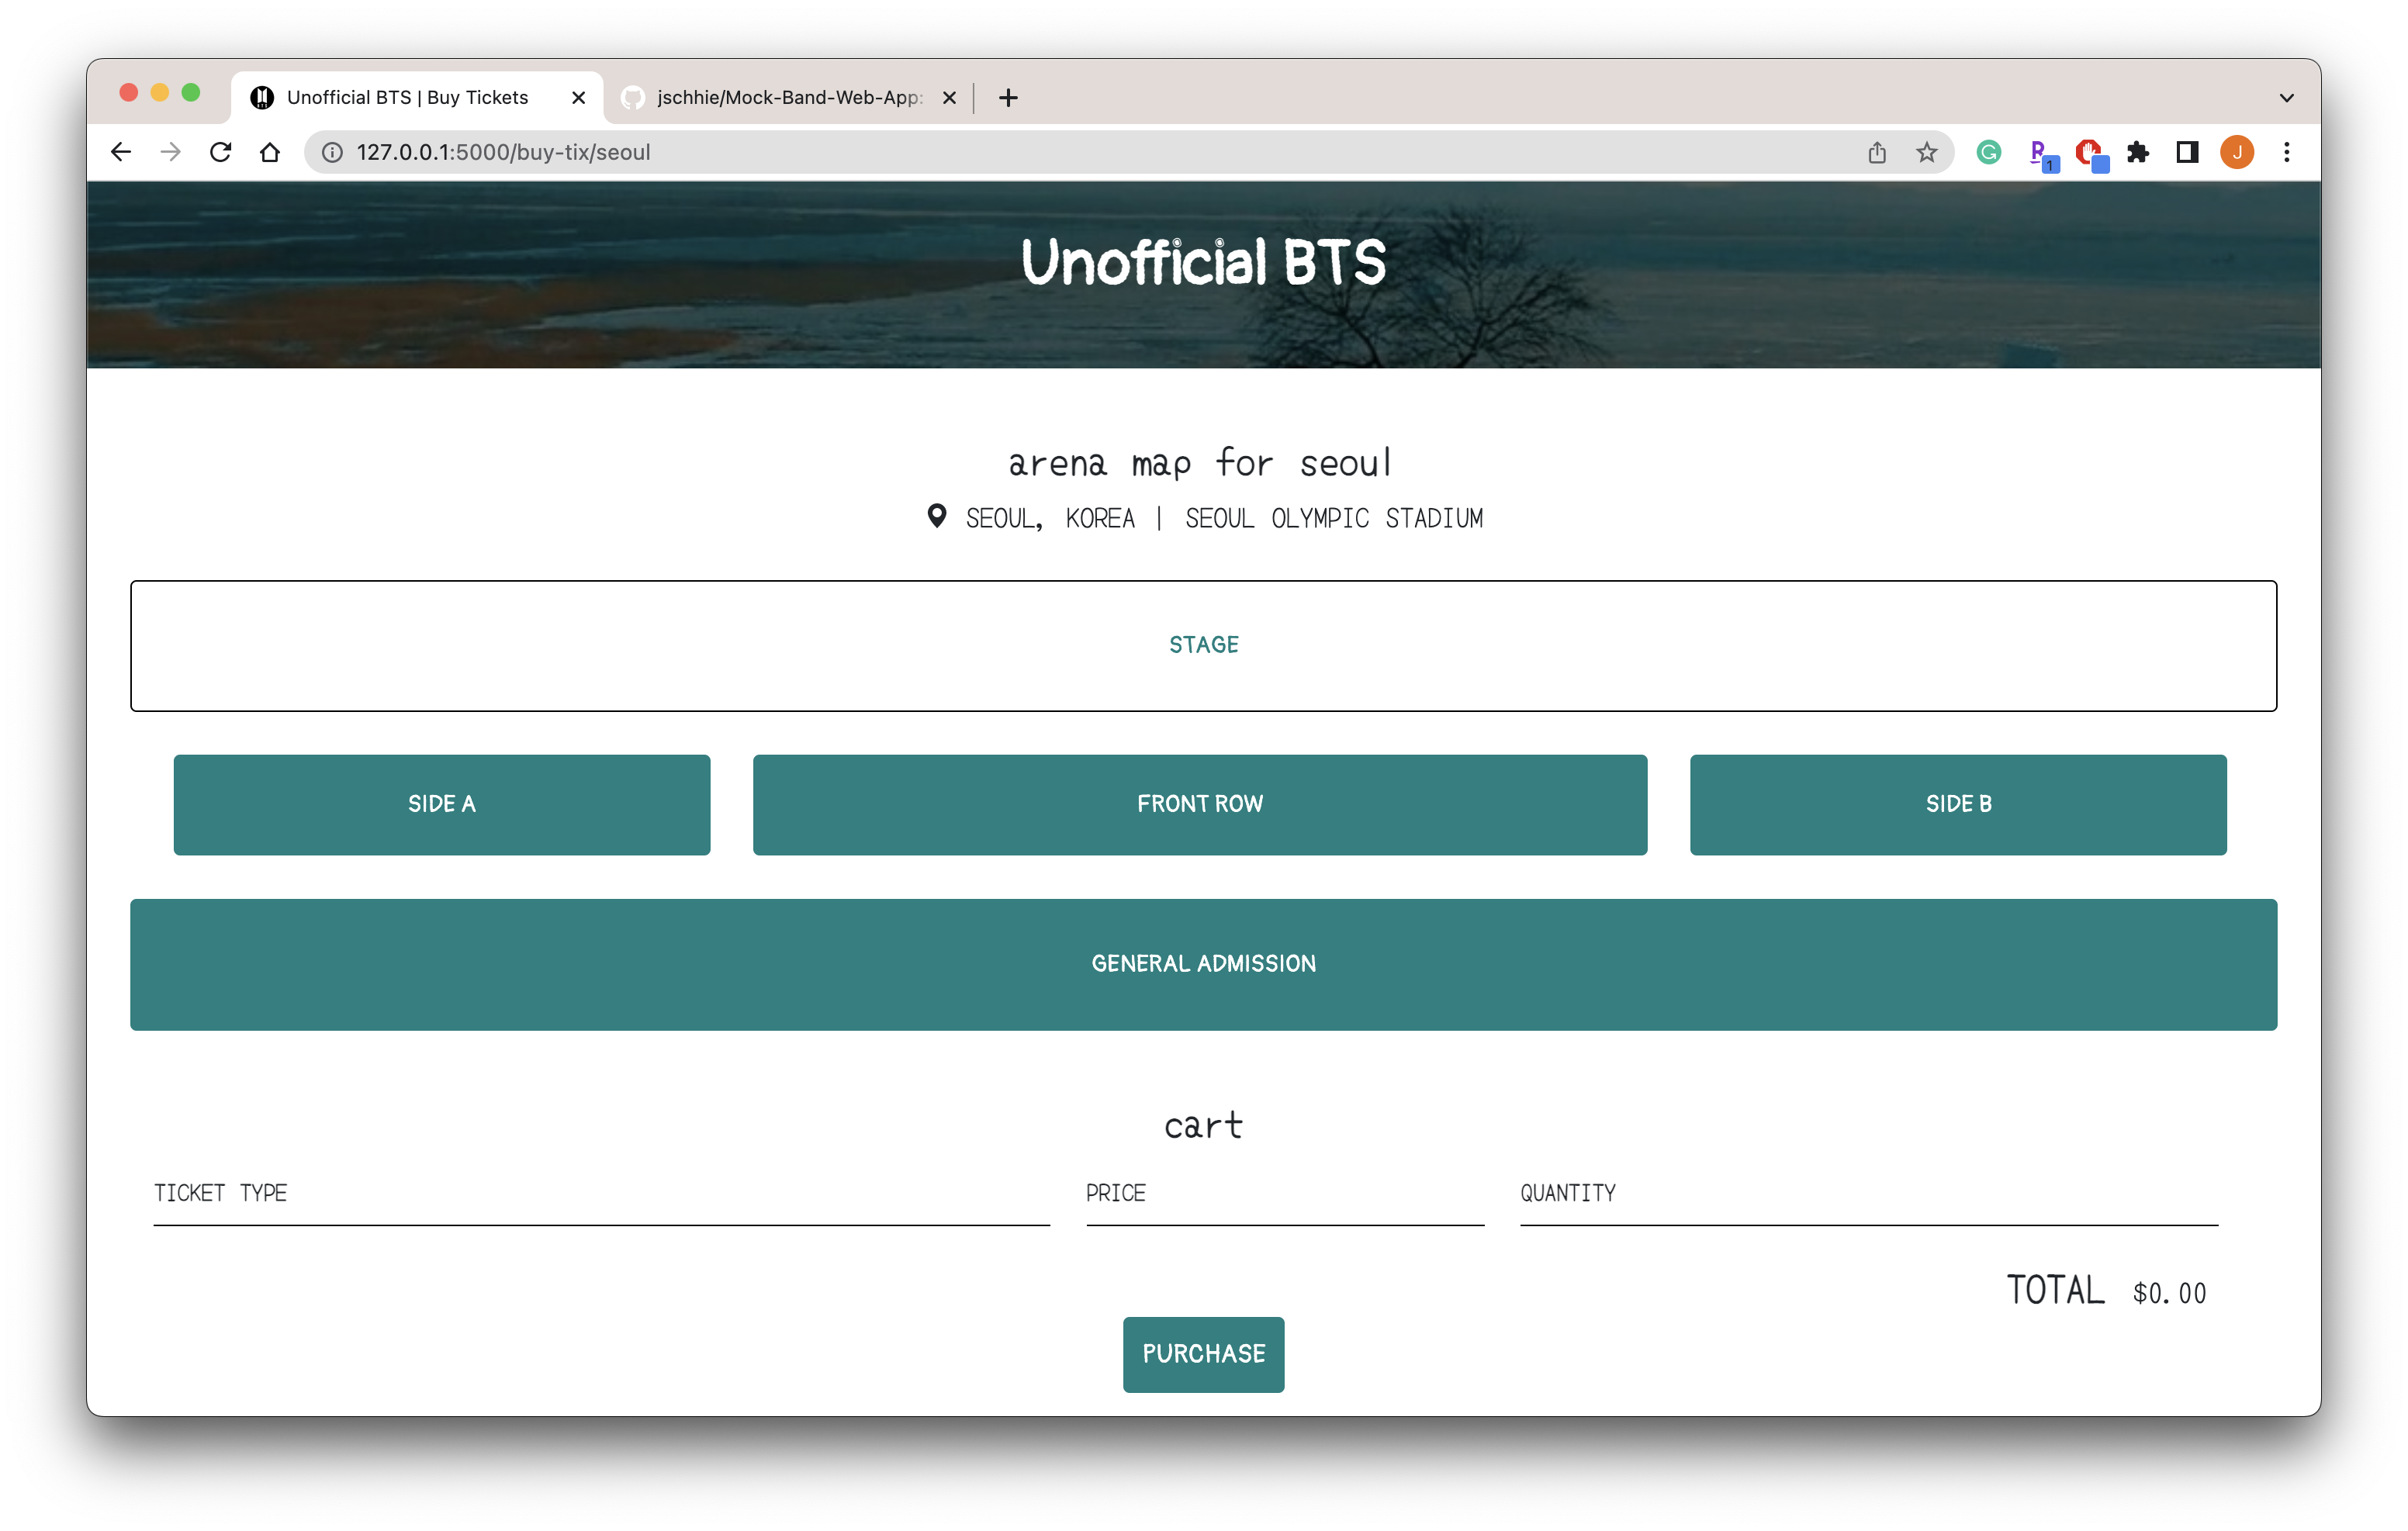 Unofficial BTS | Buy Tickets
jschhie/Mock-Band-Web-App:
127.0.0.1:5000/buy-tix/seoul
1
J
Unofficial BTS
arena map for seoul
SEOUL, KOREA | SEOUL OLYMPIC STADIUM
STAGE
SIDE A
FRONT ROW
SIDE B
GENERAL ADMISSION
cart
TICKET TYPE
PRICE
QUANTITY
TOTAL $0.00
PURCHASE